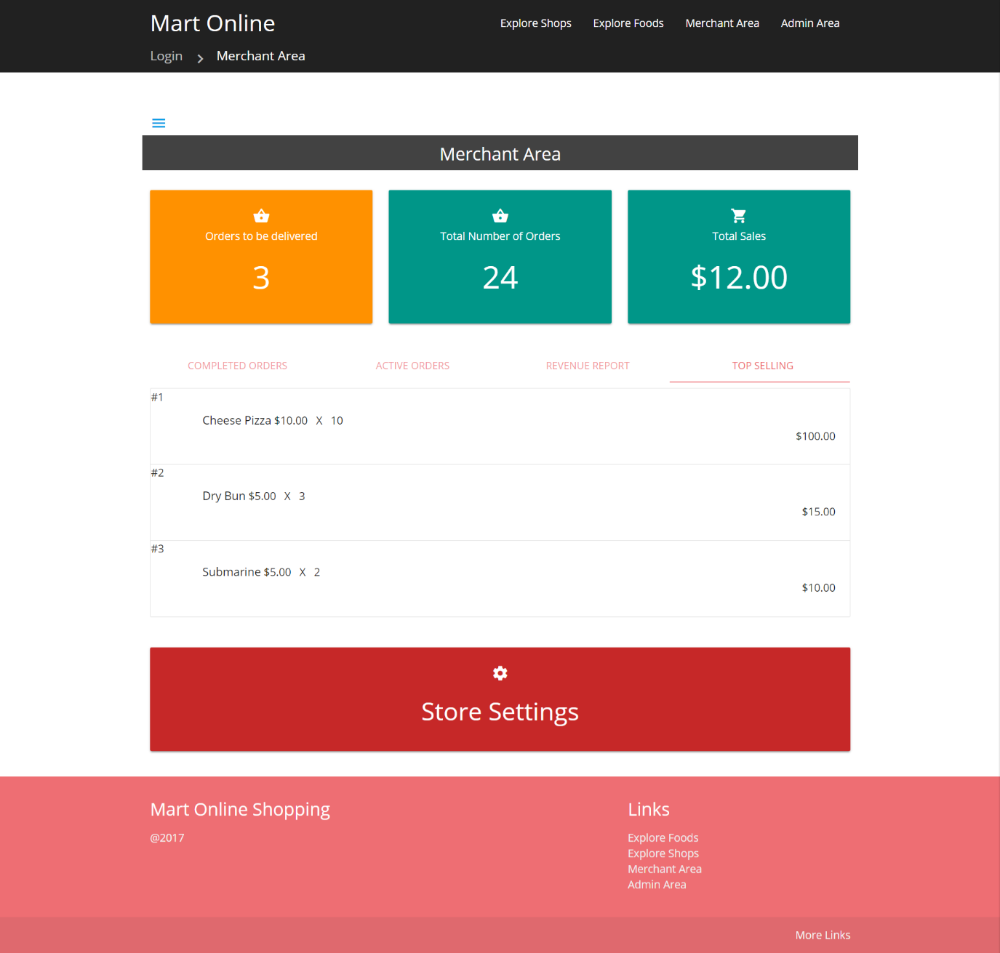 Mart Online
Explore Shops Explore Foods Merchant Area Admin Area
Login Merchant Area
Merchant Area
Orders to be delivered
3
Total Number of Orders
24
Total Sales
$12.00
COMPLETED ORDERS ACTIVE ORDERS REVENUE REPORT TOP SELLING
#1
Cheese Pizza $10.00 X 10
$100.00
#2
Dry Bun $5.00 X 3
$15.00
#3
Submarine $5.00 X 2
$10.00
Store Settings
Mart Online Shopping
@2017
Links
Explore Foods
Explore Shops
Merchant Area
Admin Area
More Links